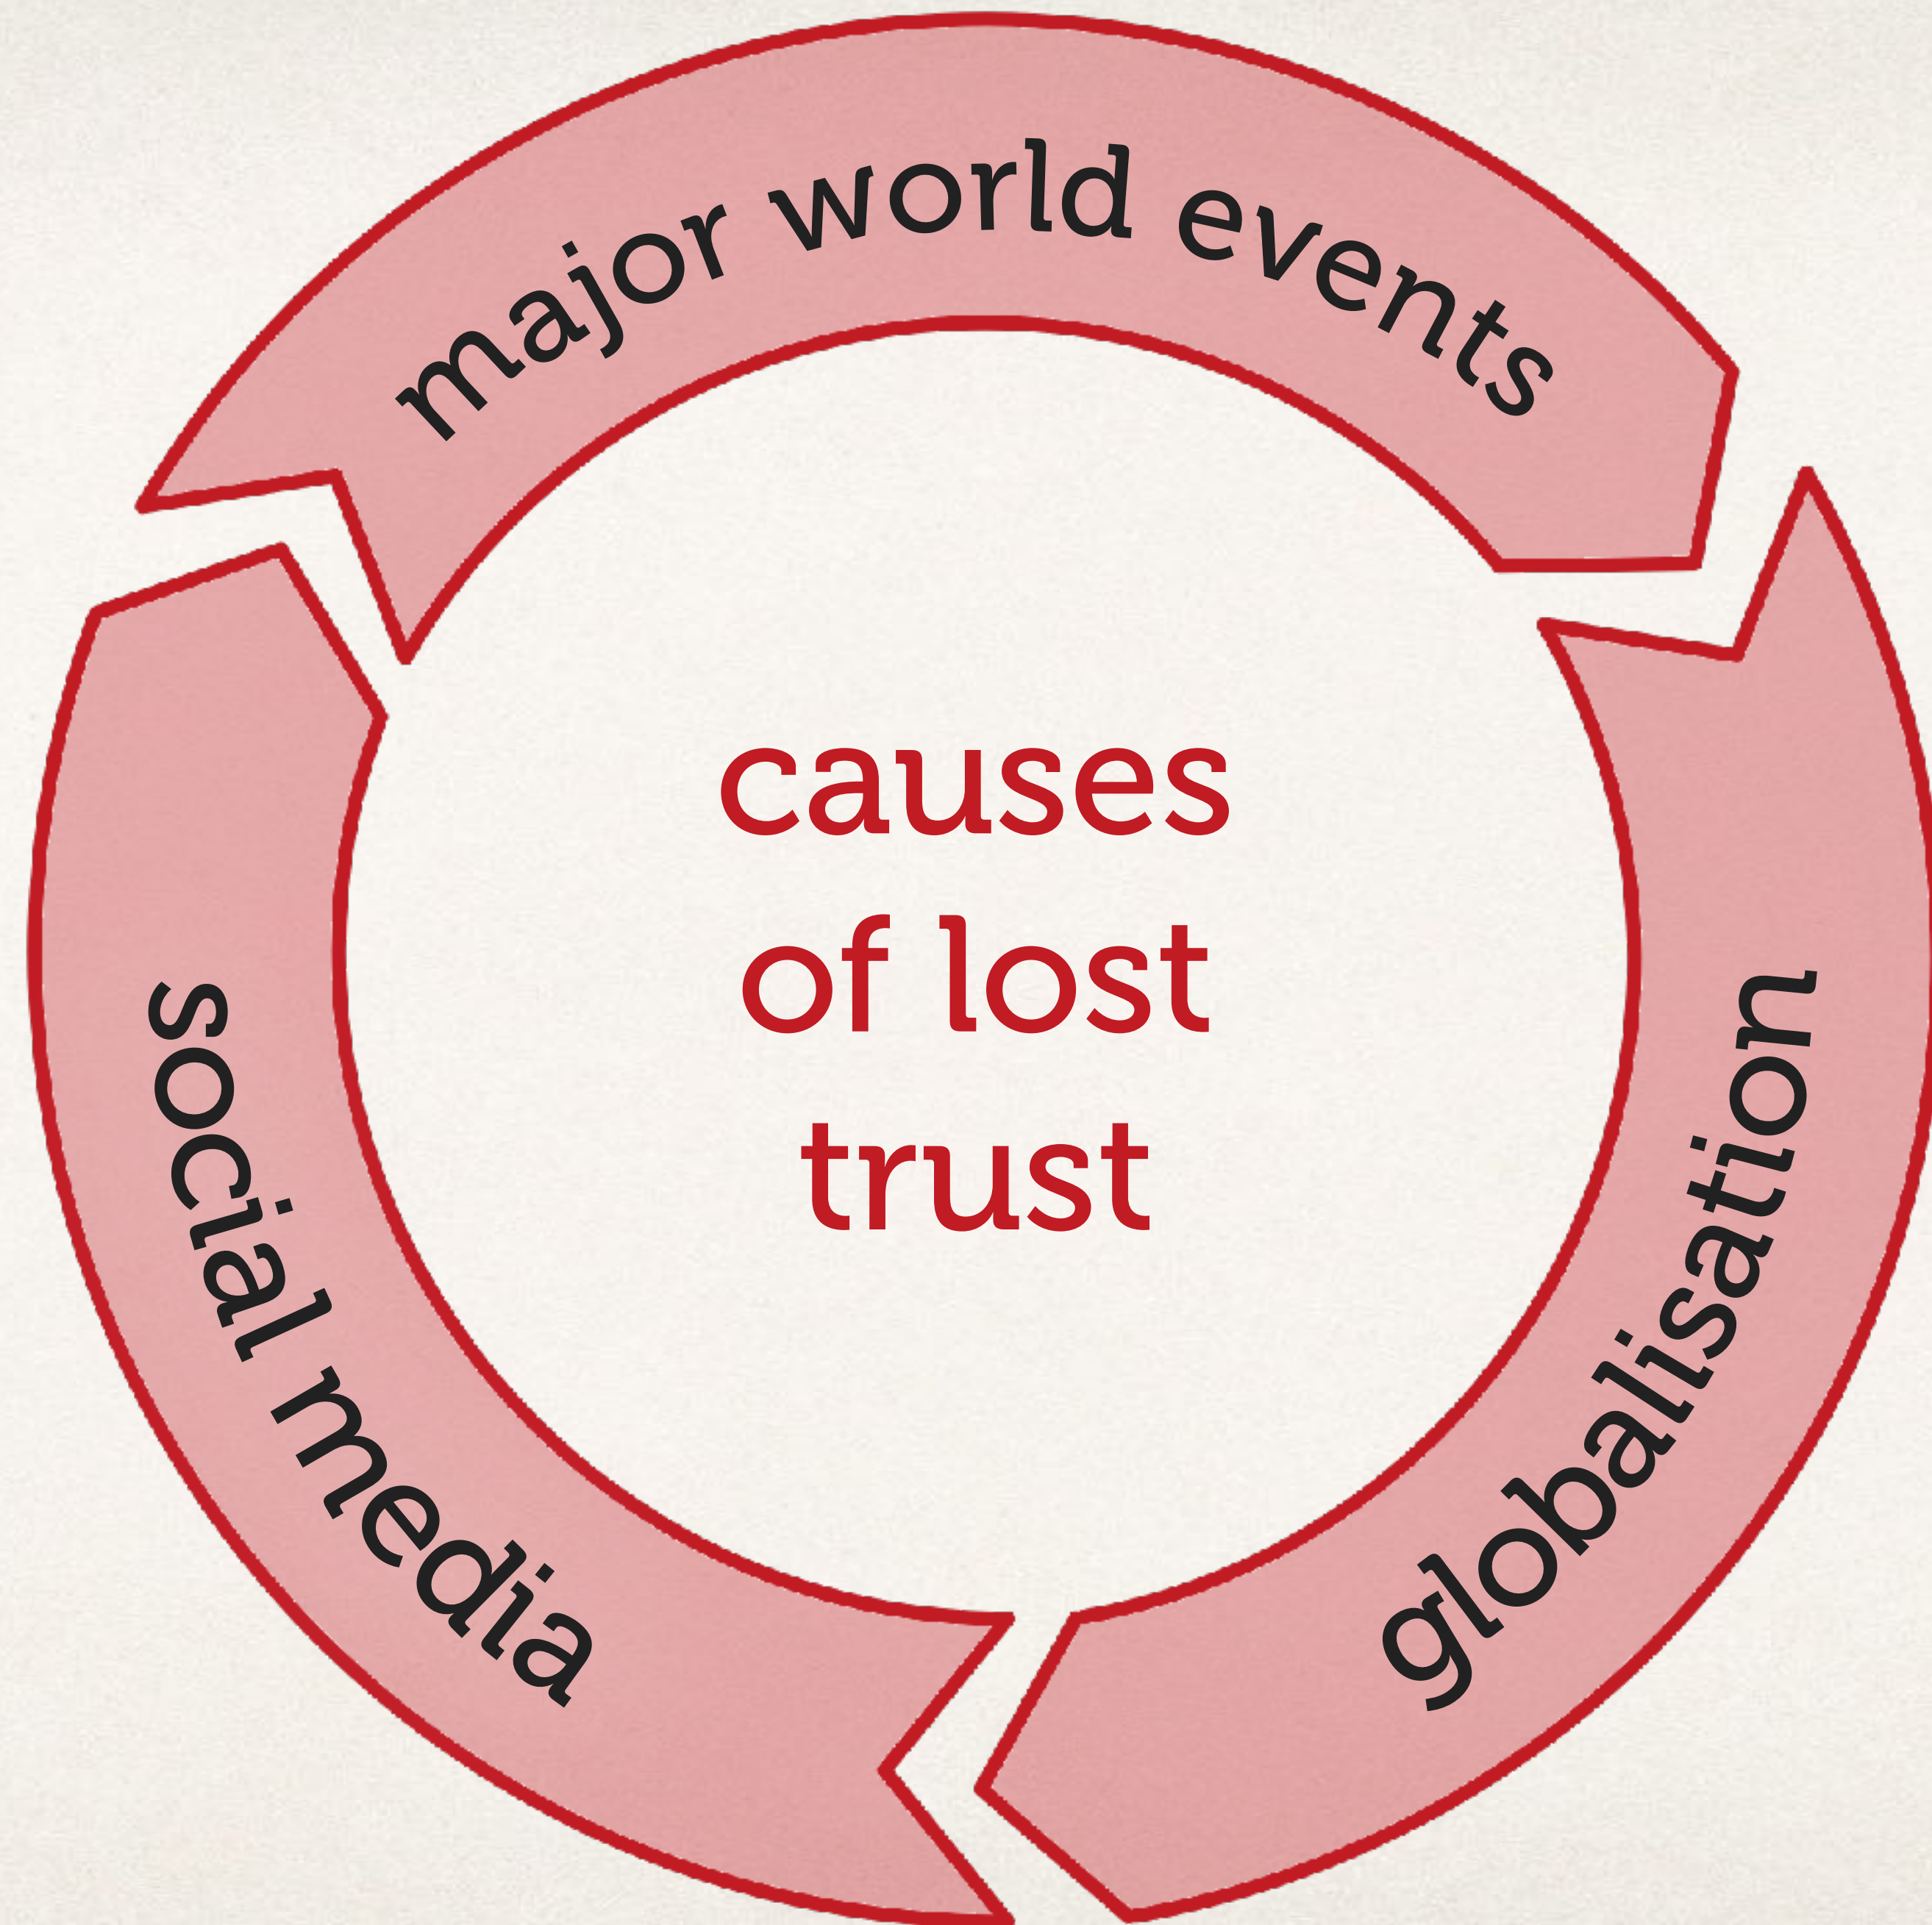 major world events
causes
of lost
trust
social media
globalisation